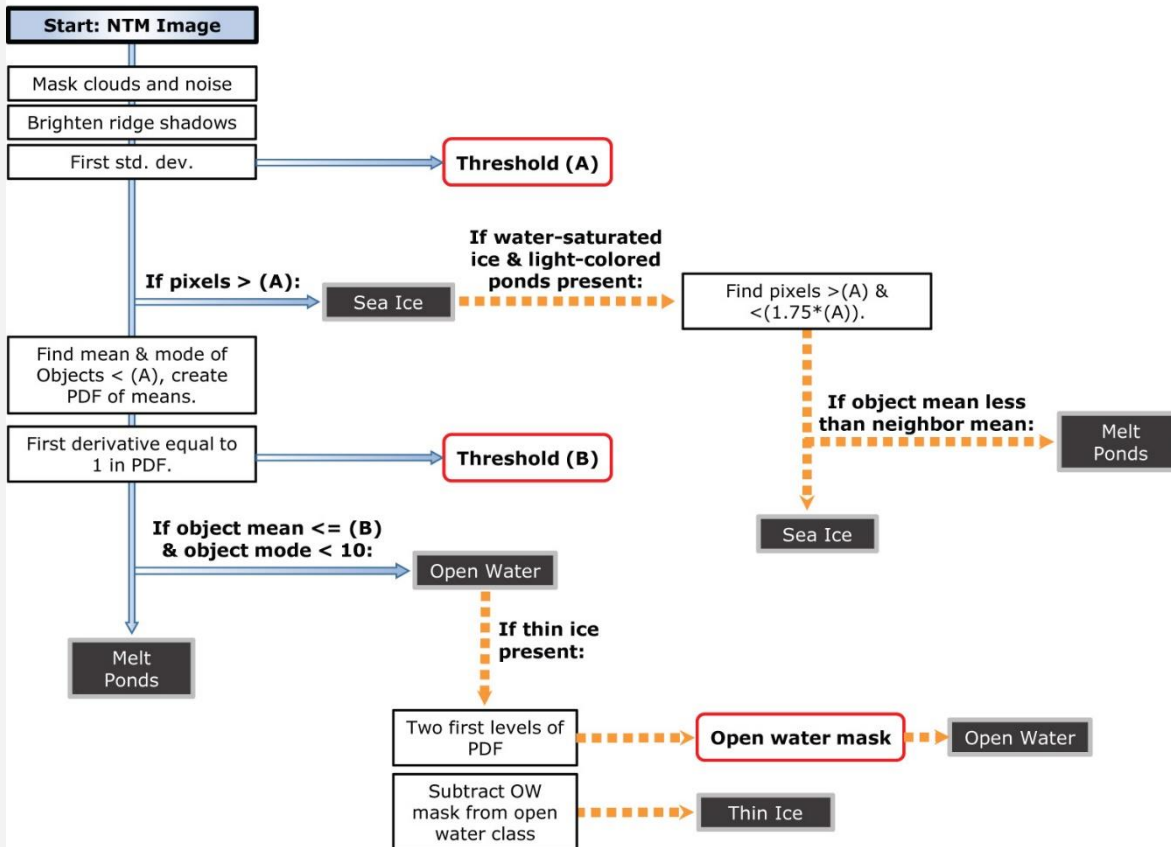 Start: NTM Image
Mask clouds and noise
Brighten ridge shadows
First std. dev.
Threshold (A)
If pixels > (A):
Sea Ice
If water-saturated
ice & light-colored
ponds present:
Find pixels >(A) &
<(1.75*(A)).
Find mean & mode of
Objects < (A), create
PDF of means.
If object mean less
than neighbor mean:
Melt
Ponds
First derivative equal to
1 in PDF.
Threshold (B)
Sea Ice
If object mean <= (B)
& object mode < 10:
Open Water
Melt
Ponds
If thin ice
present:
Two first levels of
PDF
Open water mask
Open Water
Subtract OW
mask from open
water class
Thin Ice